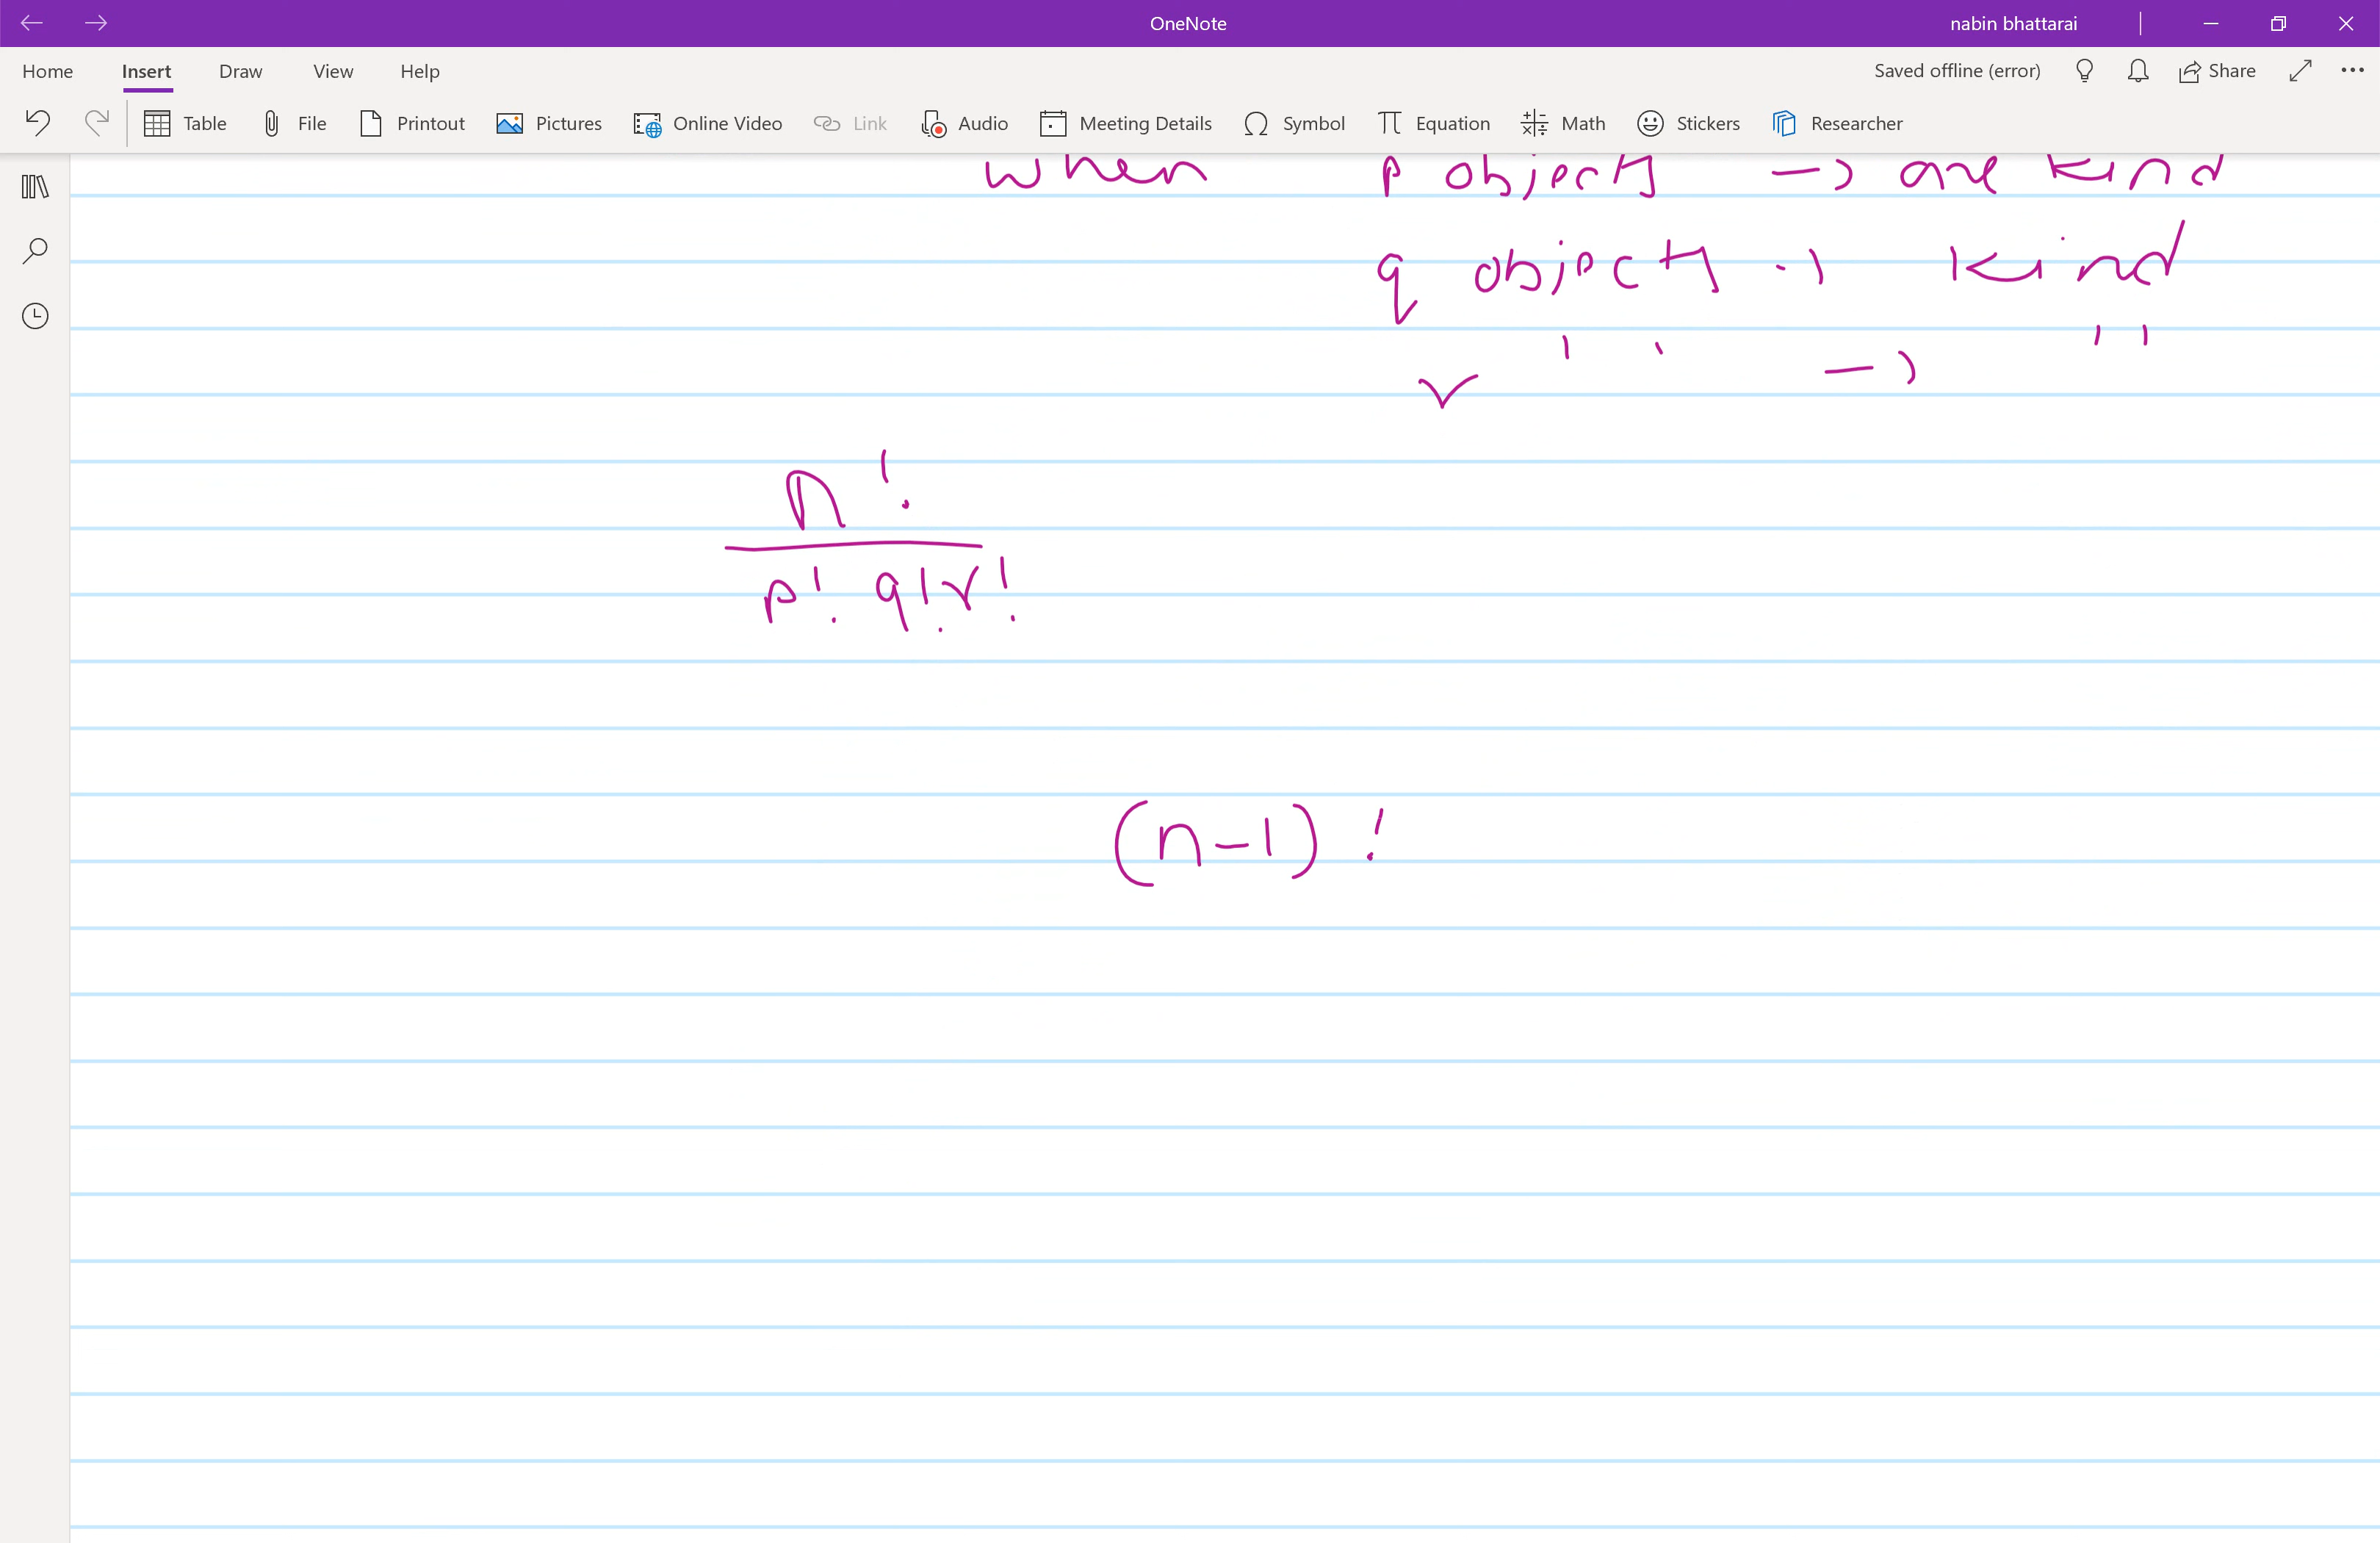 OneNote
nabin bhattarai
Home Insert Draw View Help
Saved offline (error) Share
Table File Printout Pictures Online Video Link Audio Meeting Details Symbol Equation Math Stickers Researcher
when p objects → are kind
q objects → kind
r " → "
n!
p! q! r!
(n-1)!